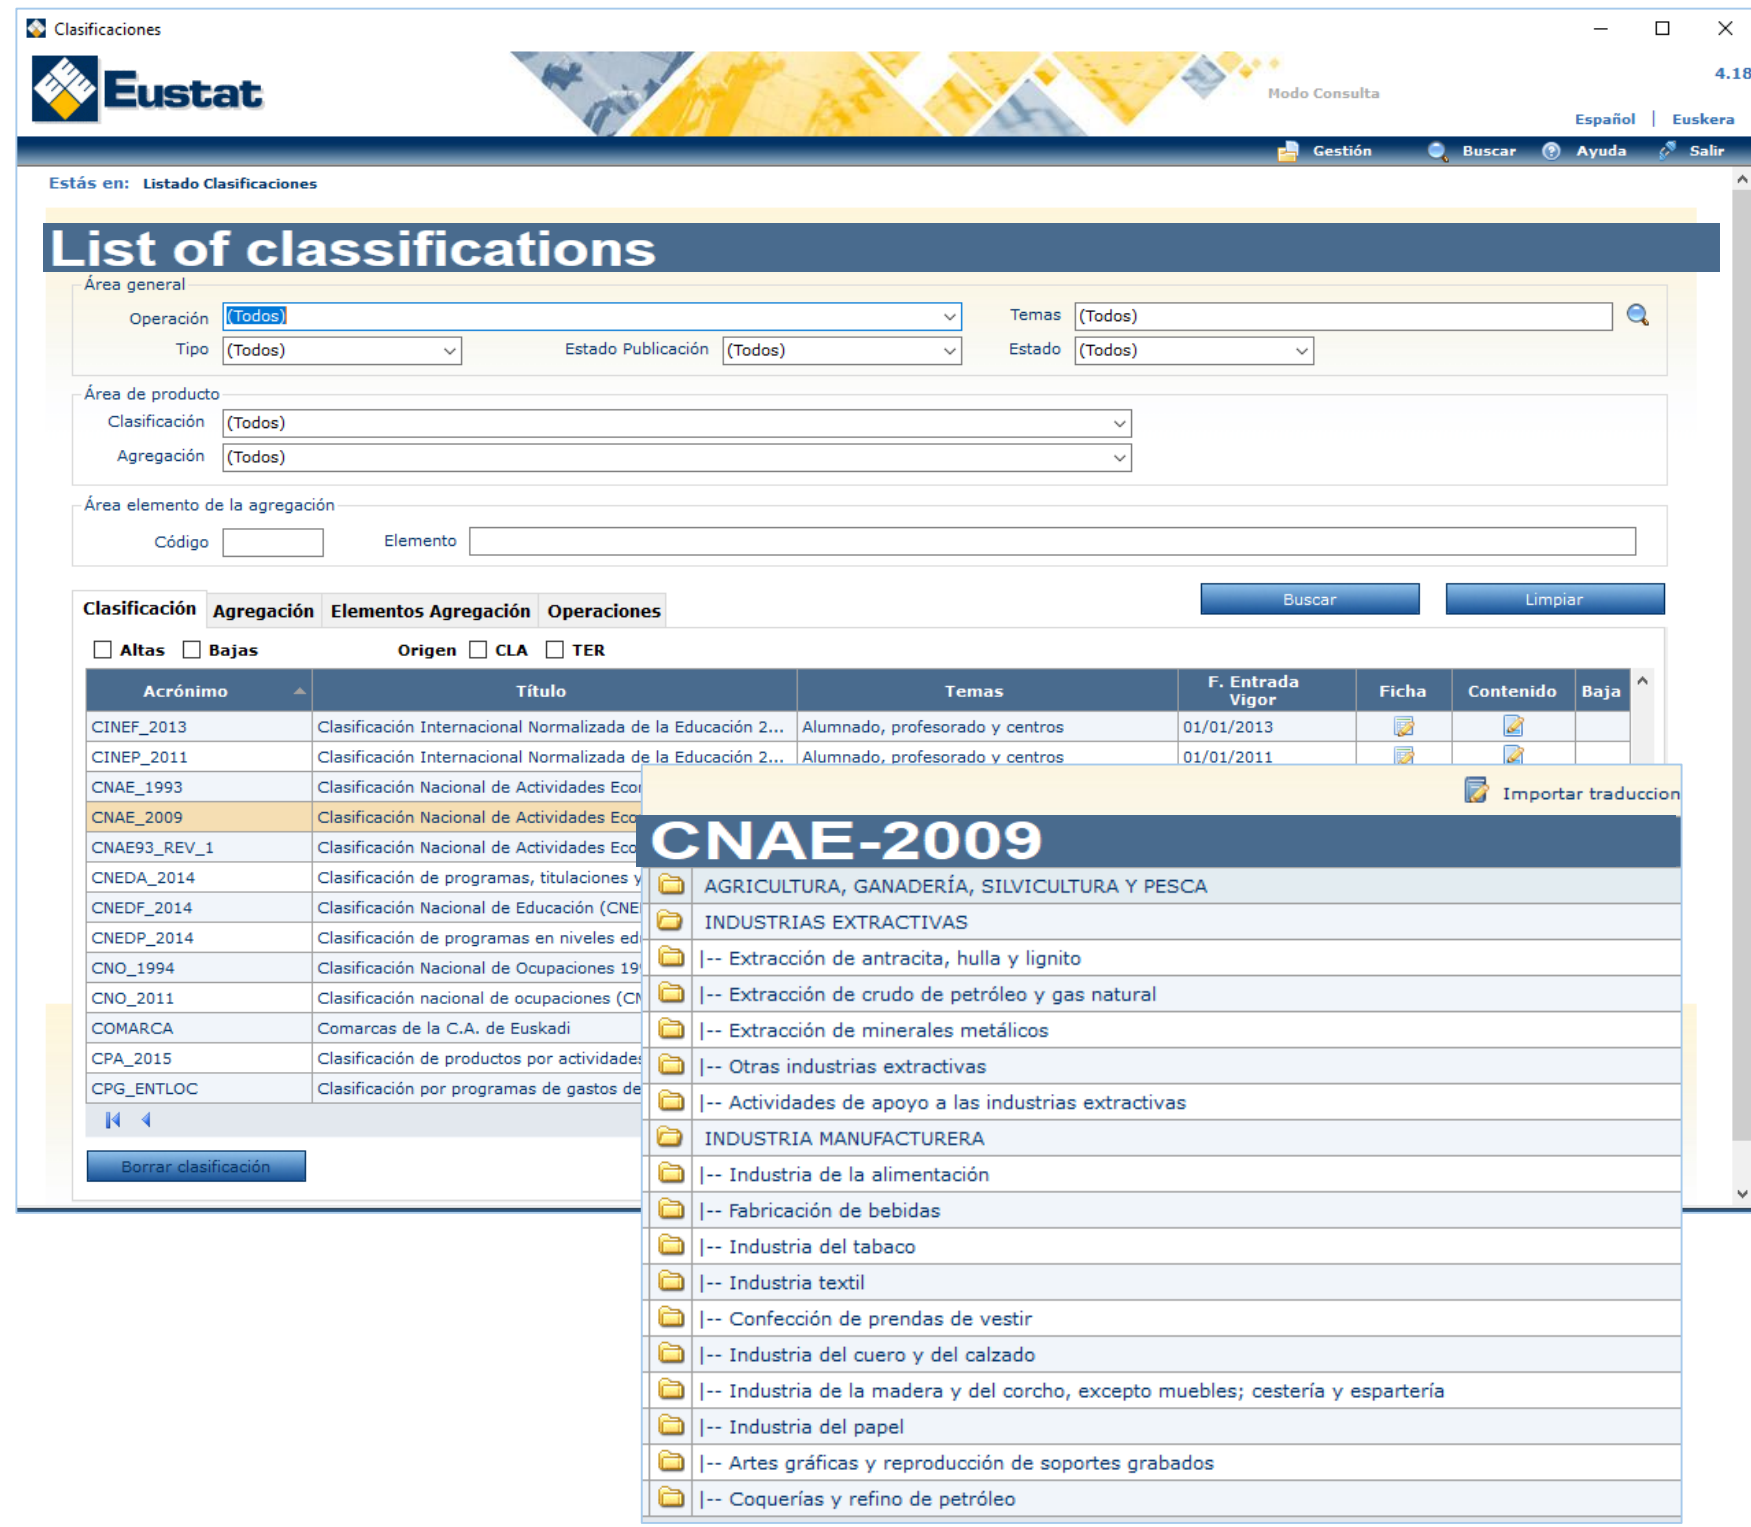 Clasificaciones
Eustat
4.18
Modo Consulta
Español | Euskera
Gestión Buscar Ayuda Salir
Estás en: Listado Clasificaciones
List of classifications
Área general
Operación (Todos) Temas (Todos)
Tipo (Todos) Estado Publicación (Todos) Estado (Todos)
Área de producto
Clasificación (Todos)
Agregación (Todos)
Área elemento de la agregación
Código Elemento
Buscar Limpiar
Clasificación Agregación Elementos Agregación Operaciones
Altas Bajas Origen CLA TER
Acrónimo Título Temas F. Entrada Vigor Ficha Contenido Baja
CINEF_2013 Clasificación Internacional Normalizada de la Educación 2... Alumnado, profesorado y centros 01/01/2013
CINEP_2011 Clasificación Internacional Normalizada de la Educación 2... Alumnado, profesorado y centros 01/01/2011
CNAE_1993 Clasificación Nacional de Actividades Eco
CNAE_2009 Clasificación Nacional de Actividades Eco
CNAE93_REV_1 Clasificación Nacional de Actividades Eco
CNEDA_2014 Clasificación de programas, titulaciones y
CNEDF_2014 Clasificación Nacional de Educación (CNE
CNEDP_2014 Clasificación de programas en niveles ed
CNO_1994 Clasificación Nacional de Ocupaciones 19
CNO_2011 Clasificación nacional de ocupaciones (C
COMARCA Comarcas de la C.A. de Euskadi
CPA_2015 Clasificación de productos por actividades
CPG_ENTLOC Clasificación por programas de gastos de
Borrar clasificación
Importar traduccion
CNAE-2009
AGRICULTURA, GANADERÍA, SILVICULTURA Y PESCA
INDUSTRIAS EXTRACTIVAS
|-- Extracción de antracita, hulla y lignito
|-- Extracción de crudo de petróleo y gas natural
|-- Extracción de minerales metálicos
|-- Otras industrias extractivas
|-- Actividades de apoyo a las industrias extractivas
INDUSTRIA MANUFACTURERA
|-- Industria de la alimentación
|-- Fabricación de bebidas
|-- Industria del tabaco
|-- Industria textil
|-- Confección de prendas de vestir
|-- Industria del cuero y del calzado
|-- Industria de la madera y del corcho, excepto muebles; cestería y espartería
|-- Industria del papel
|-- Artes gráficas y reproducción de soportes grabados
|-- Coquerías y refino de petróleo